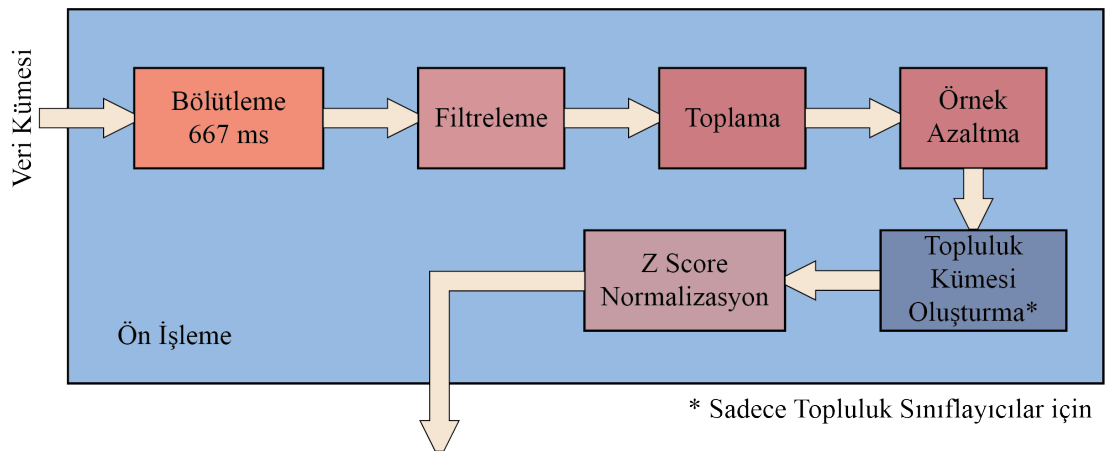 Veri Kümesi
Bölütleme
667 ms
Filtreleme
Toplama
Örnek
Azaltma
Topluluk
Kümesi
Oluşturma*
Z Score
Normalizasyon
Ön İşleme
* Sadece Topluluk Sınıflayıcılar için